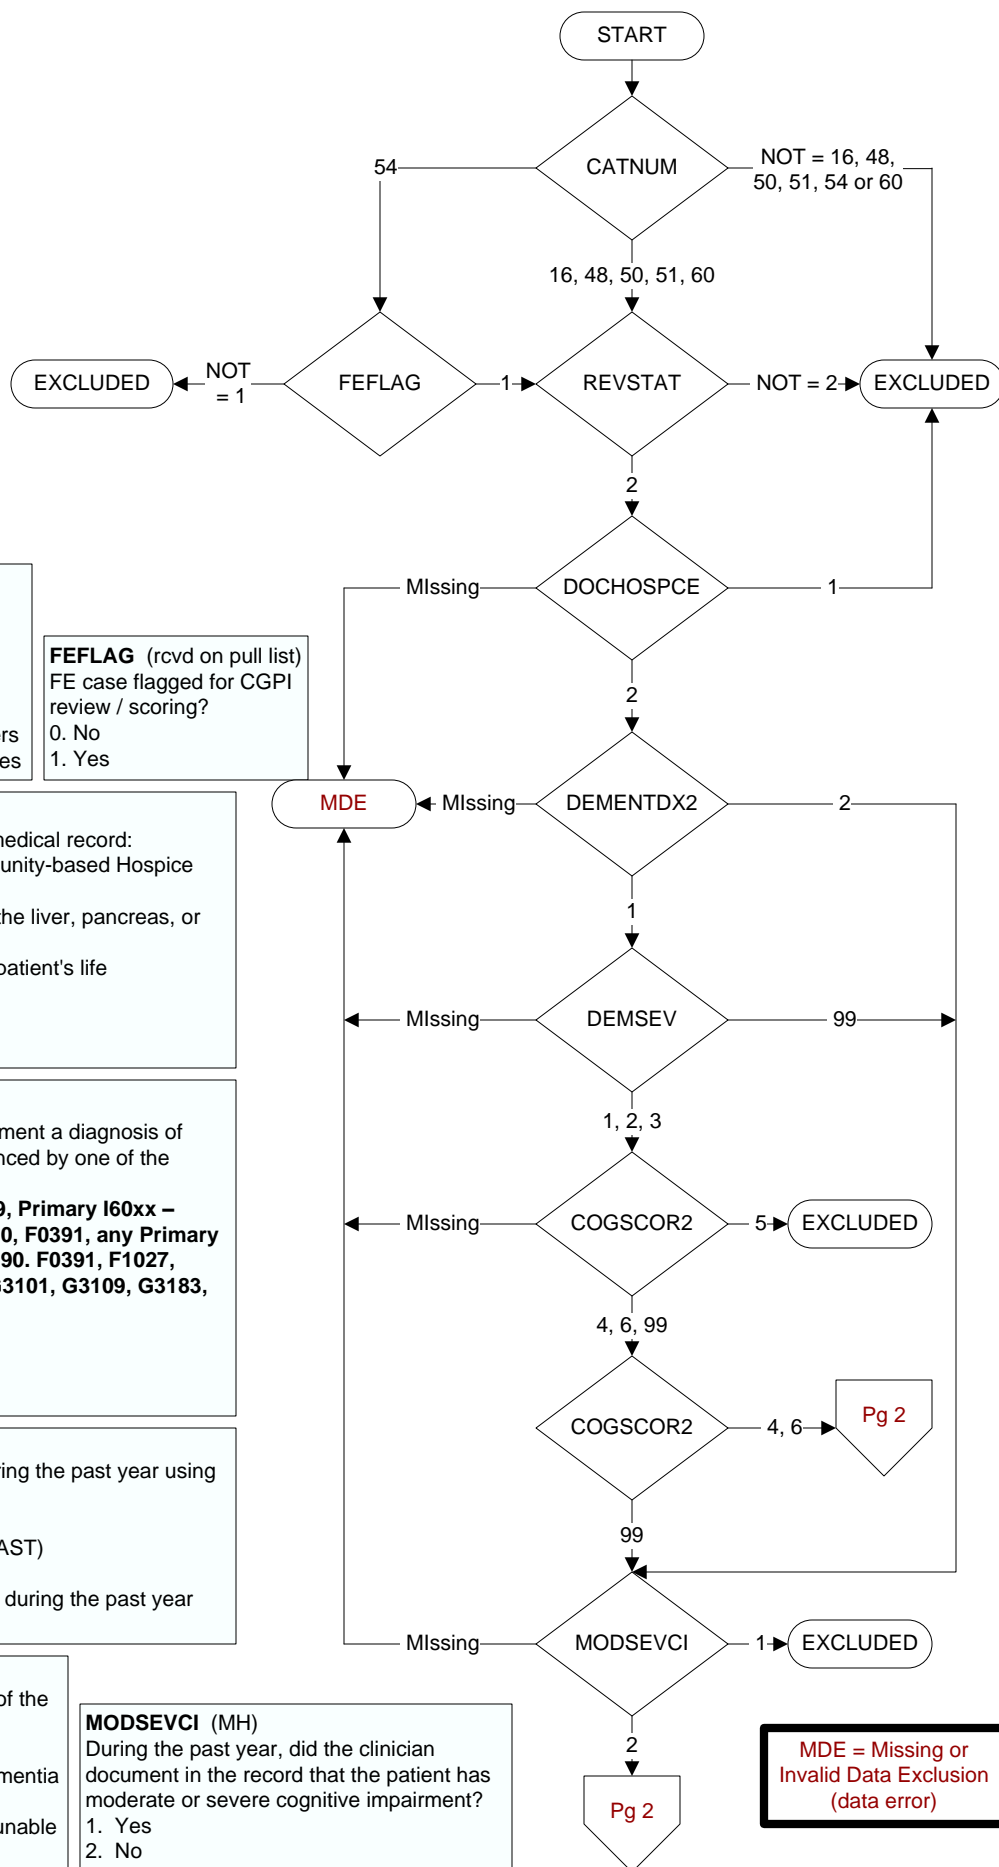 START
CATNUM
54
NOT = 16, 48,
50, 51, 54 or 60
16, 48, 50, 51, 60
FEFLAG
NOT
= 1
EXCLUDED
1
REVSTAT
NOT = 2
EXCLUDED
2
DOCHOSPCE
MIssing
1
2
ers
es
FEFLAG (rcvd on pull list)
FE case flagged for CGPI
review / scoring?
0. No
1. Yes
MDE
MIssing
DEMENTDX2
2
1
medical record:
unity-based Hospice
the liver, pancreas, or
patient's life
MIssing
DEMSEV
99
1, 2, 3
ment a diagnosis of
nced by one of the
9, Primary I60xx –
0, F0391, any Primary
90. F0391, F1027,
G3101, G3109, G3183,
MIssing
COGSCOR2
5
EXCLUDED
4, 6, 99
COGSCOR2
4, 6
Pg 2
99
ring the past year using
AST)
during the past year
MIssing
MODSEVCI
1
EXCLUDED
2
Pg 2
of the
mentia
unable
MODSEVCI (MH)
During the past year, did the clinician
document in the record that the patient has
moderate or severe cognitive impairment?
1. Yes
2. No
MDE = Missing or
Invalid Data Exclusion
(data error)